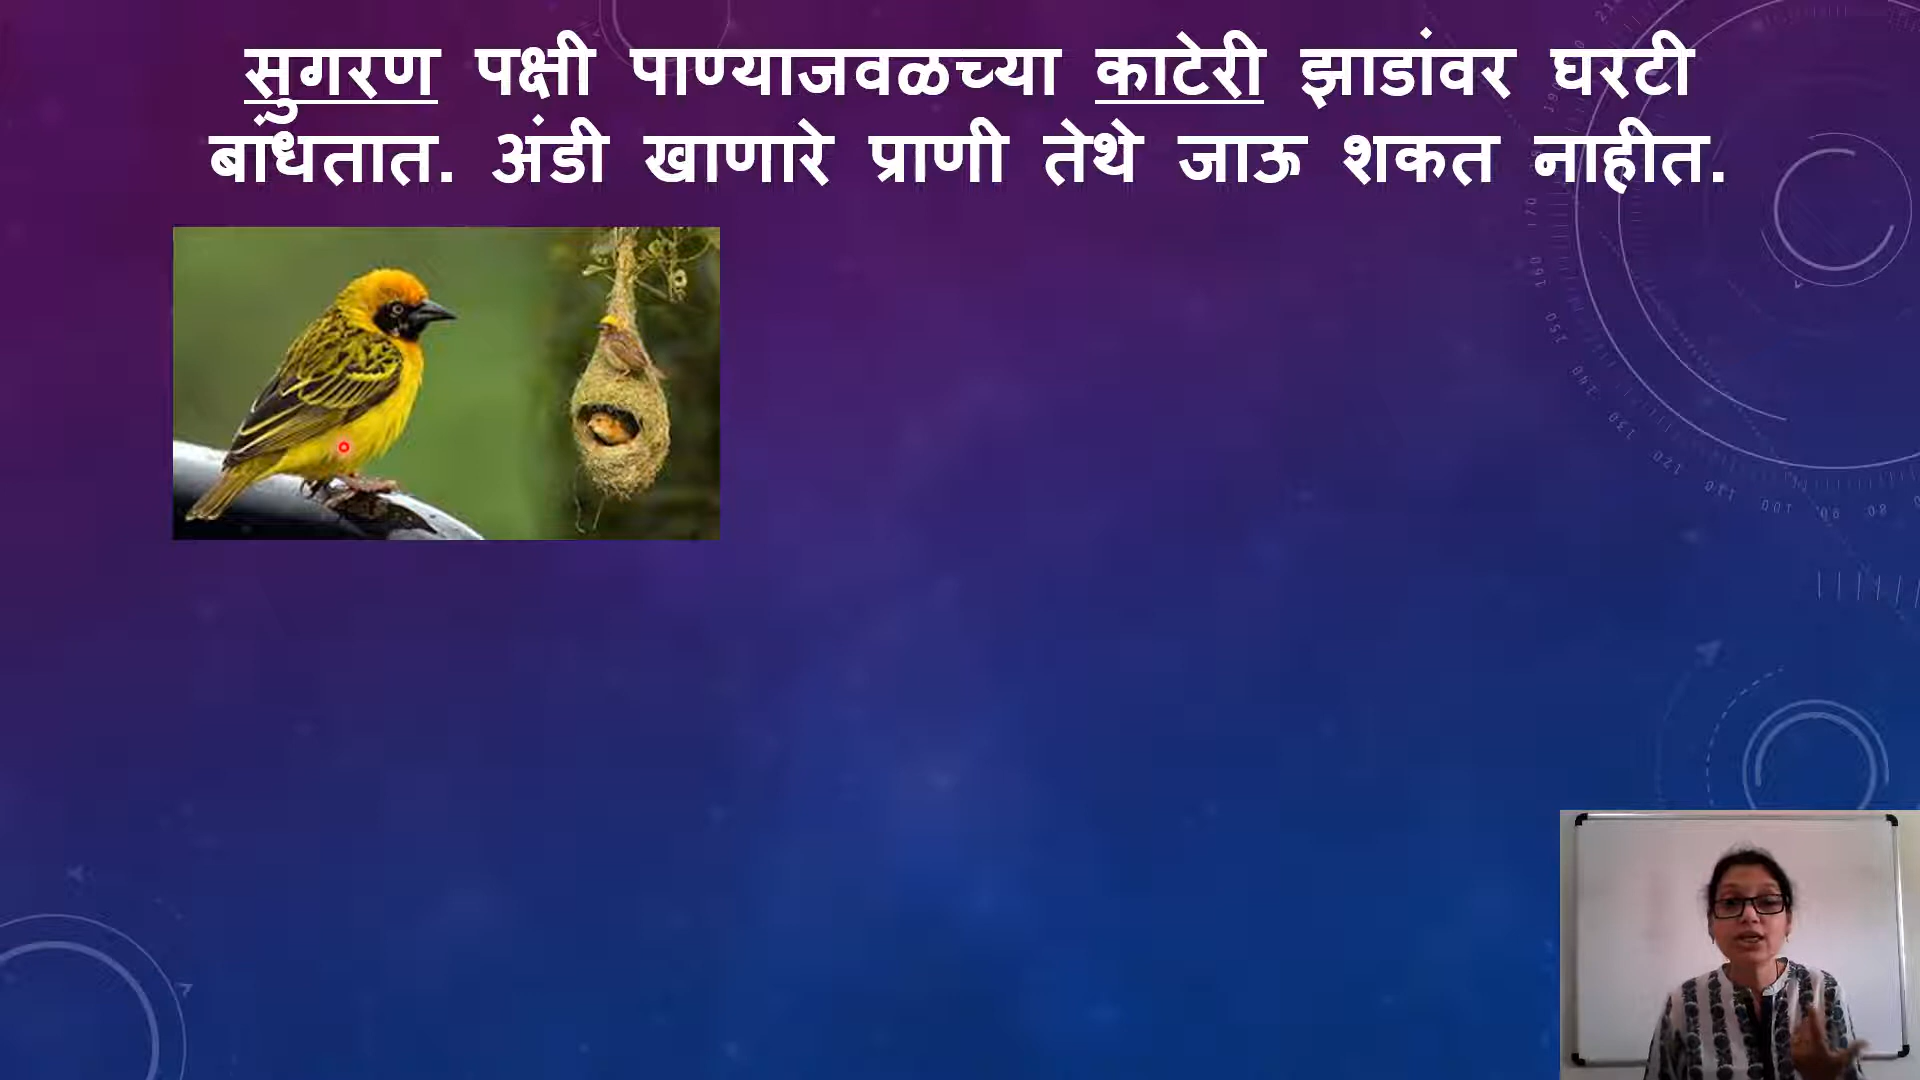 सुगरण पक्षी पाण्याजवळच्या काटेरी झाडांवर घरटी
बांधतात. अंडी खाणारे प्राणी तेथे जाऊ शकत नाहीत.